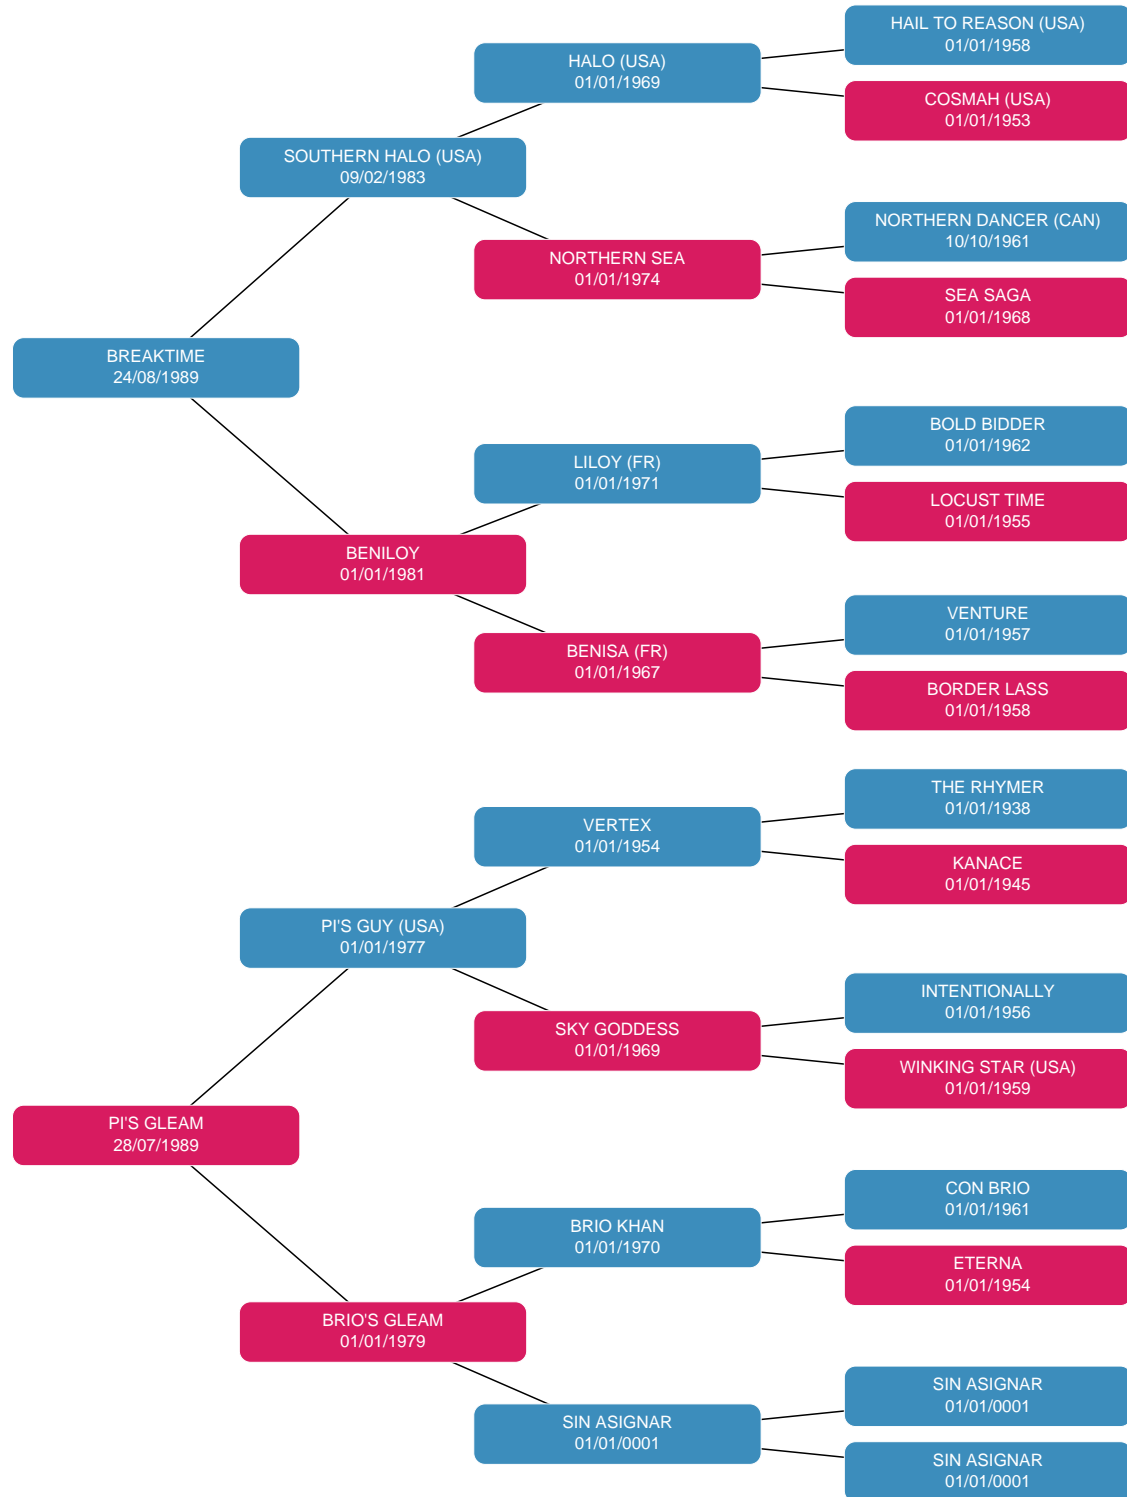 HAIL TO REASON (USA)
01/01/1958
HALO (USA)
01/01/1969
COSMAH (USA)
01/01/1953
SOUTHERN HALO (USA)
09/02/1983
NORTHERN DANCER (CAN)
10/10/1961
NORTHERN SEA
01/01/1974
SEA SAGA
01/01/1968
BREAKTIME
24/08/1989
BOLD BIDDER
01/01/1962
LILOY (FR)
01/01/1971
LOCUST TIME
01/01/1955
BENILOY
01/01/1981
VENTURE
01/01/1957
BENISA (FR)
01/01/1967
BORDER LASS
01/01/1958
THE RHYMER
01/01/1938
VERTEX
01/01/1954
KANACE
01/01/1945
PI'S GUY (USA)
01/01/1977
INTENTIONALLY
01/01/1956
SKY GODDESS
01/01/1969
WINKING STAR (USA)
01/01/1959
PI'S GLEAM
28/07/1989
CON BRIO
01/01/1961
BRIO KHAN
01/01/1970
ETERNA
01/01/1954
BRIO'S GLEAM
01/01/1979
SIN ASIGNAR
01/01/0001
SIN ASIGNAR
01/01/0001
SIN ASIGNAR
01/01/0001